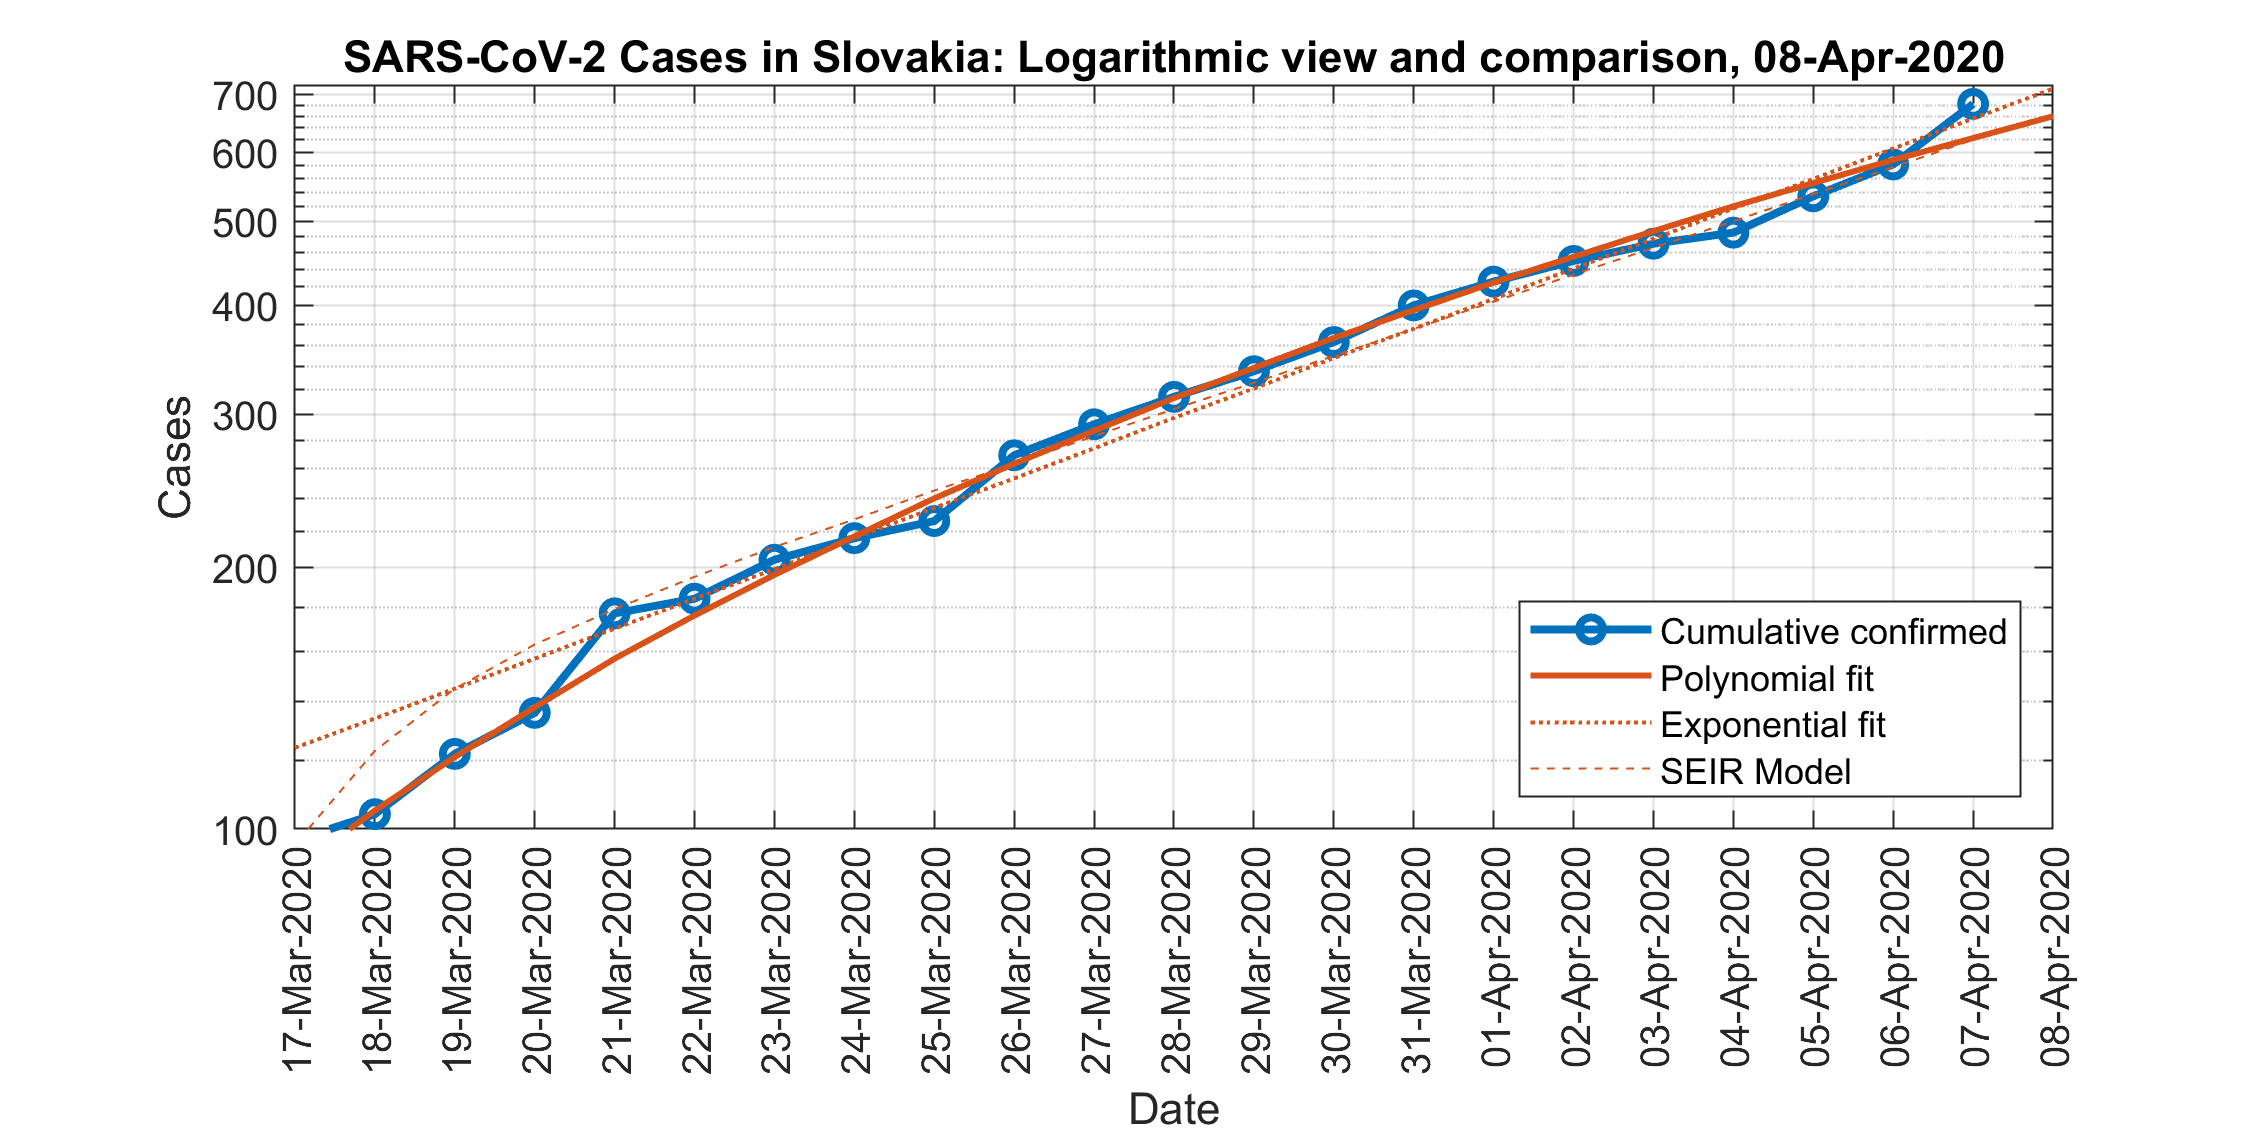 SARS-CoV-2 Cases in Slovakia: Logarithmic view and comparison, 08-Apr-2020
700
600
500
400
300
200
100
Cases
Cumulative confirmed
Polynomial fit
Exponential fit
SEIR Model
17-Mar-2020
18-Mar-2020
19-Mar-2020
20-Mar-2020
21-Mar-2020
22-Mar-2020
23-Mar-2020
24-Mar-2020
25-Mar-2020
26-Mar-2020
27-Mar-2020
28-Mar-2020
29-Mar-2020
30-Mar-2020
31-Mar-2020
01-Apr-2020
02-Apr-2020
03-Apr-2020
04-Apr-2020
05-Apr-2020
06-Apr-2020
07-Apr-2020
08-Apr-2020
Date